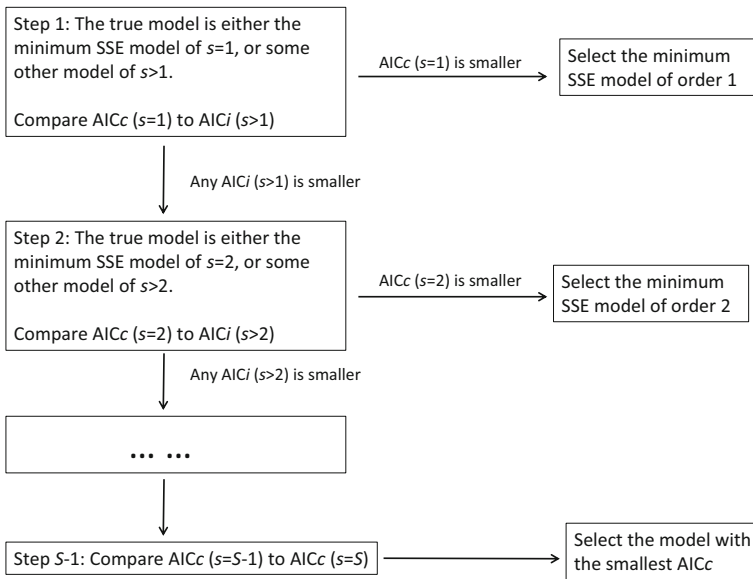 Step 1: The true model is either the
minimum SSE model of s=1, or some
other model of s>1.
Compare AICc (s=1) to AICi (s>1)
AICc (s=1) is smaller
Select the minimum
SSE model of order 1
Any AICi (s>1) is smaller
Step 2: The true model is either the
minimum SSE model of s=2, or some
other model of s>2.
Compare AICc (s=2) to AICi (s>2)
AICc (s=2) is smaller
Select the minimum
SSE model of order 2
Any AICi (s>2) is smaller
... ...
Step S-1: Compare AICc (s=S-1) to AICc (s=S)
Select the model with
the smallest AICc